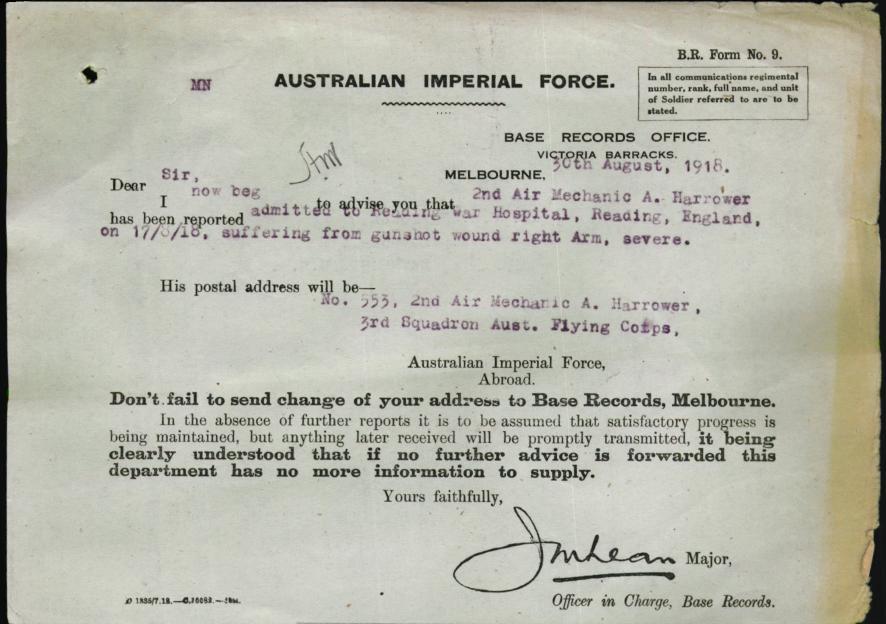 B.R. Form No. 9.
MN
AUSTRALIAN IMPERIAL FORCE.
In all communications regimental
number, rank, full name, and unit
of Soldier referred to are to be
stated.
BASE RECORDS OFFICE.
VICTORIA BARRACKS.
MELBOURNE, 30th August, 1918.
Dear Sir,
I now beg to advise you that 2nd Air Mechanic A. Harrower
has been reported admitted to Reading War Hospital, Reading, England,
on 17/8/18, suffering from gunshot wound right Arm, severe.
His postal address will be—
No. 553, 2nd Air Mechanic A. Harrower,
3rd Squadron Aust. Flying Corps,
Australian Imperial Force,
Abroad.
Don't fail to send change of your address to Base Records, Melbourne.
In the absence of further reports it is to be assumed that satisfactory progress is
being maintained, but anything later received will be promptly transmitted, it being
clearly understood that if no further advice is forwarded this
department has no more information to supply.
Yours faithfully,
JMLean Major,
Officer in Charge, Base Records.